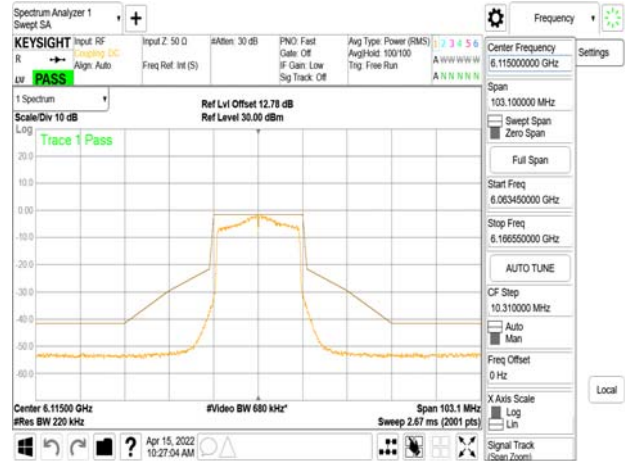 Spectrum Analyzer 1
Swept SA
+
Frequency
KEYSIGHT
Input: RF
Coupling: DC
Align: Auto
Input Z: 50 Ω
Freq Ref: Int (S)
#Atten: 30 dB
PNO: Fast
Gate: Off
IF Gain: Low
Sig Track: Off
Avg Type: Power (RMS)
Avg|Hold: 100/100
Trig: Free Run
1 2 3 4 5 6
A W W W W W
A N N N N N
R
LU PASS
1 Spectrum
Scale/Div 10 dB
Ref Lvl Offset 12.78 dB
Ref Level 30.00 dBm
Log
Trace 1 Pass
20.0
10.0
0.00
-10.0
-20.0
-30.0
-40.0
-50.0
-60.0
Center 6.11500 GHz
#Video BW 680 kHz*
Span 103.1 MHz
#Res BW 220 kHz
Sweep 2.67 ms (2001 pts)
Apr 15, 2022
10:27:04 AM
?
Center Frequency
6.115000000 GHz
Settings
Span
103.100000 MHz
Swept Span
Zero Span
Full Span
Start Freq
6.063450000 GHz
Stop Freq
6.166550000 GHz
AUTO TUNE
CF Step
10.310000 MHz
Auto
Man
Freq Offset
0 Hz
X Axis Scale
Log
Lin
Local
Signal Track
(Span Zoom)